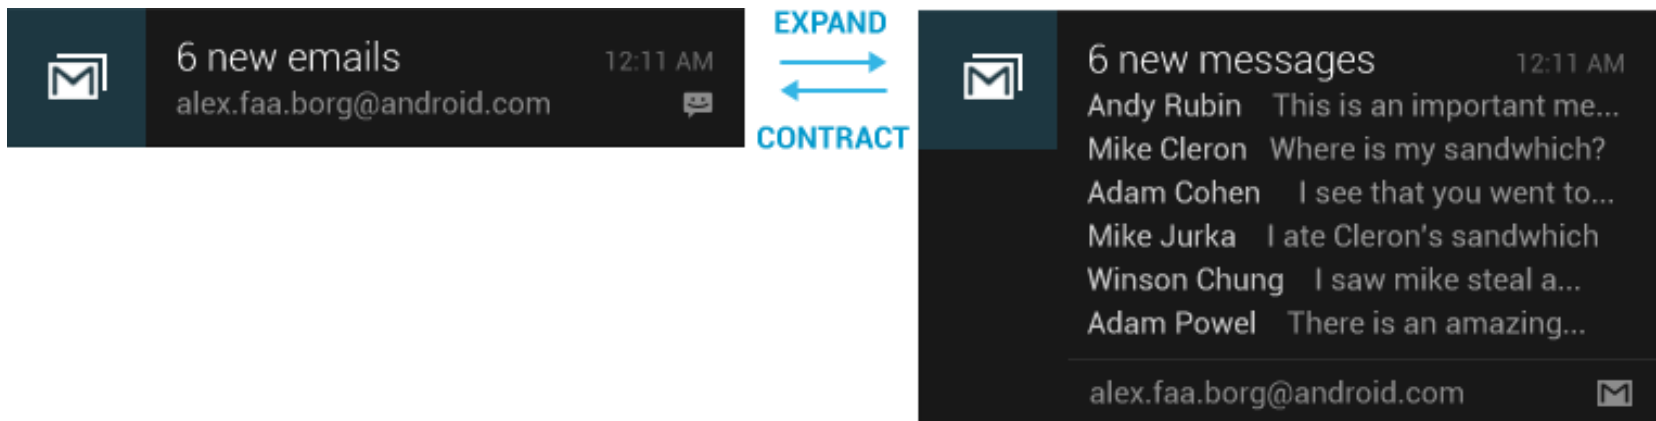 6 new emails 12:11 AM
alex.faa.borg@android.com
EXPAND
CONTRACT
6 new messages 12:11 AM
Andy Rubin This is an important me...
Mike Cleron Where is my sandwhich?
Adam Cohen I see that you went to...
Mike Jurka I ate Cleron's sandwhich
Winson Chung I saw mike steal a...
Adam Powel There is an amazing...
alex.faa.borg@android.com